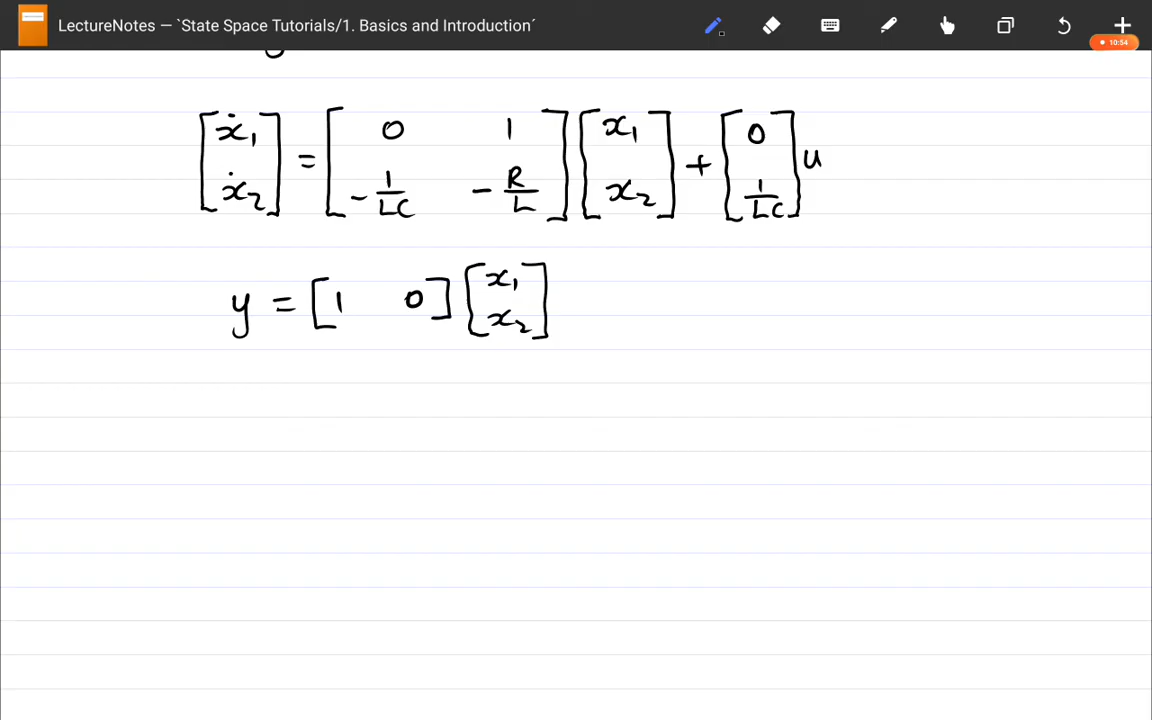 LectureNotes — `State Space Tutorials/1. Basics and Introduction´
10:54
[ẋ₁ ẋ₂] = [0 1 -1/LC -R/L] [x₁ x₂] + [0 1/LC] u
y = [1 0] [x₁ x₂]